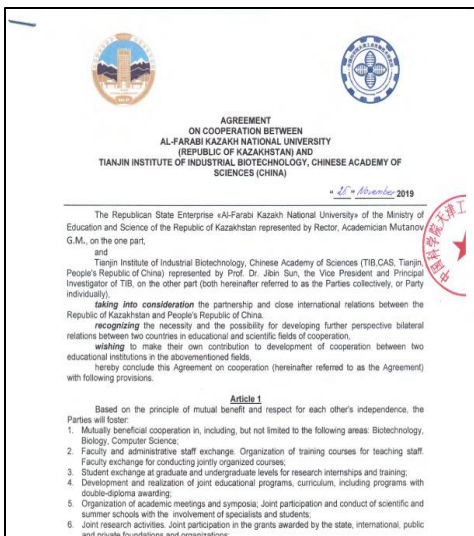 AGREEMENT
ON COOPERATION BETWEEN
AL-FARABI KAZAKH NATIONAL UNIVERSITY
(REPUBLIC OF KAZAKHSTAN) AND
TIANJIN INSTITUTE OF INDUSTRIAL BIOTECHNOLOGY, CHINESE ACADEMY OF
SCIENCES (CHINA)
" 25 " November 2019
The Republican State Enterprise «Al-Farabi Kazakh National University» of the Ministry of
Education and Science of the Republic of Kazakhstan represented by Rector, Academician Mutanov
G.M., on the one part,
and
Tianjin Institute of Industrial Biotechnology, Chinese Academy of Sciences (TIB,CAS, Tianjin,
People's Republic of China) represented by Prof. Dr. Jibin Sun, the Vice President and Principal
Investigator of TIB, on the other part (both hereinafter referred to as the Parties collectively, or Party
individually),
taking into consideration the partnership and close international relations between the
Republic of Kazakhstan and People's Republic of China.
recognizing the necessity and the possibility for developing further perspective bilateral
relations between two countries in educational and scientific fields of cooperation,
wishing to make their own contribution to development of cooperation between two
educational institutions in the abovementioned fields,
hereby conclude this Agreement on cooperation (hereinafter referred to as the Agreement)
with following provisions.
Article 1
Based on the principle of mutual benefit and respect for each other's independence, the
Parties will foster:
1. Mutually beneficial cooperation in, including, but not limited to the following areas: Biotechnology,
Biology, Computer Science;
2. Faculty and administrative staff exchange. Organization of training courses for teaching staff.
Faculty exchange for conducting jointly organized courses;
3. Student exchange at graduate and undergraduate levels for research internships and training;
4. Development and realization of joint educational programs, curriculum, including programs with
double-diploma awarding;
5. Organization of academic meetings and symposia; Joint participation and conduct of scientific and
summer schools with the involvement of specialists and students;
6. Joint research activities. Joint participation in the grants awarded by the state, international, public
and private foundations and organizations;
中国科学院天津工